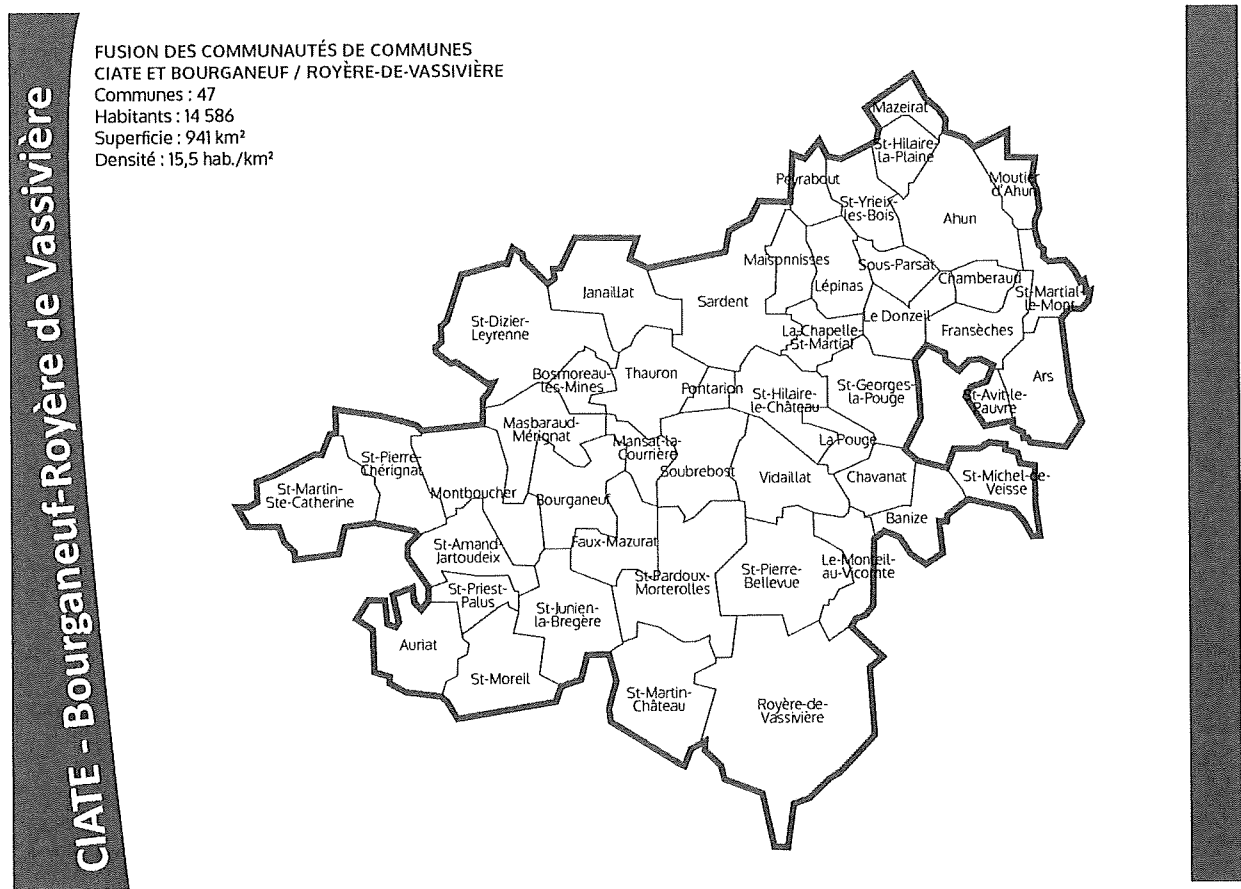 CIATE - Bourganeuf-Royère de Vassivière
FUSION DES COMMUNAUTÉS DE COMMUNES
CIATE ET BOURGANEUF / ROYÈRE-DE-VASSIVIÈRE
Communes : 47
Habitants : 14 586
Superficie : 941 km²
Densité : 15,5 hab./km²
Mazeirat
St-Hilaire-
la-Plaine
Peyrabout
Moutier
d'Ahun
St-Yrieix-
les-Bois
Ahun
Maisonnisses
Sous-Parsat
Chamberaud
Janaillat
Lépinas
St-Martial-
le-Mont
Sardent
St-Dizier-
Leyrenne
Le Donzeil
La-Chapelle-
St-Martial
Fransèches
Bosmoreau-
les-Mines
Thauron
Pontarion
St-Hilaire-
le-Château
St-Georges-
la-Pouge
Ars
St-Avit-le-
Pauvre
Masbaraud-
Mérignat
Mansat-la-
Courrière
La Pouge
St-Pierre-
Chérignat
Soubrebost
Vidaillat
Chavanat
St-Michel-de-
Veisse
St-Martin-
Ste-Catherine
Montboucher
Bourganeuf
Banize
St-Amand-
Jartoudeix
Faux-Mazurat
Le-Monteil-
au-Vicomte
St-Pardoux-
Morterolles
St-Pierre-
Bellevue
St-Priest-
Palus
St-Junien-
la-Bregère
Auriat
St-Moreil
St-Martin-
Château
Royère-de-
Vassivière